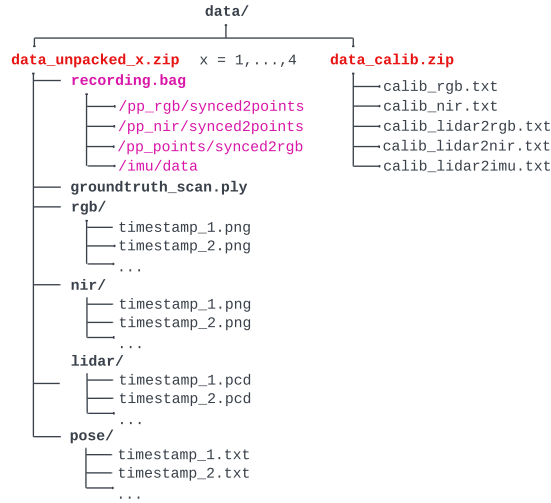 data/
data_unpacked_x.zip x = 1,...,4
recording.bag
/pp_rgb/synced2points
/pp_nir/synced2points
/pp_points/synced2rgb
/imu/data
groundtruth_scan.ply
rgb/
timestamp_1.png
timestamp_2.png
...
nir/
timestamp_1.png
timestamp_2.png
...
lidar/
timestamp_1.pcd
timestamp_2.pcd
...
pose/
timestamp_1.txt
timestamp_2.txt
...
data_calib.zip
calib_rgb.txt
calib_nir.txt
calib_lidar2rgb.txt
calib_lidar2nir.txt
calib_lidar2imu.txt